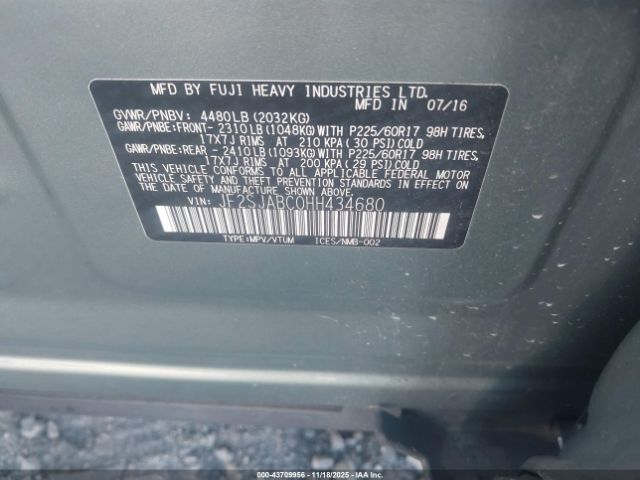 MFD BY FUJI HEAVY INDUSTRIES LTD.
MFD IN 07/16
GVWR/PNBV: 4480LB (2032KG)
GAWR/PNBE:FRONT- 2310LB (1048KG) WITH P225/60R17 98H TIRES,
17X7J RIMS AT 210 KPA (30 PSI) COLD
GAWR/PNBE:REAR - 2410LB (1093KG) WITH P225/60R17 98H TIRES,
17X7J RIMS AT 200 KPA (29 PSI) COLD
THIS VEHICLE CONFORMS TO ALL APPLICABLE FEDERAL MOTOR
VEHICLE SAFETY AND THEFT PREVENTION STANDARDS IN EFFECT
ON THE DATE OF MANUFACTURE SHOWN ABOVE.
VIN: JF2SJABC0HH434680
TYPE:MPV/VTUM ICES/NMB-002
000-43709956 - 11/18/2025 - IAAI.COM